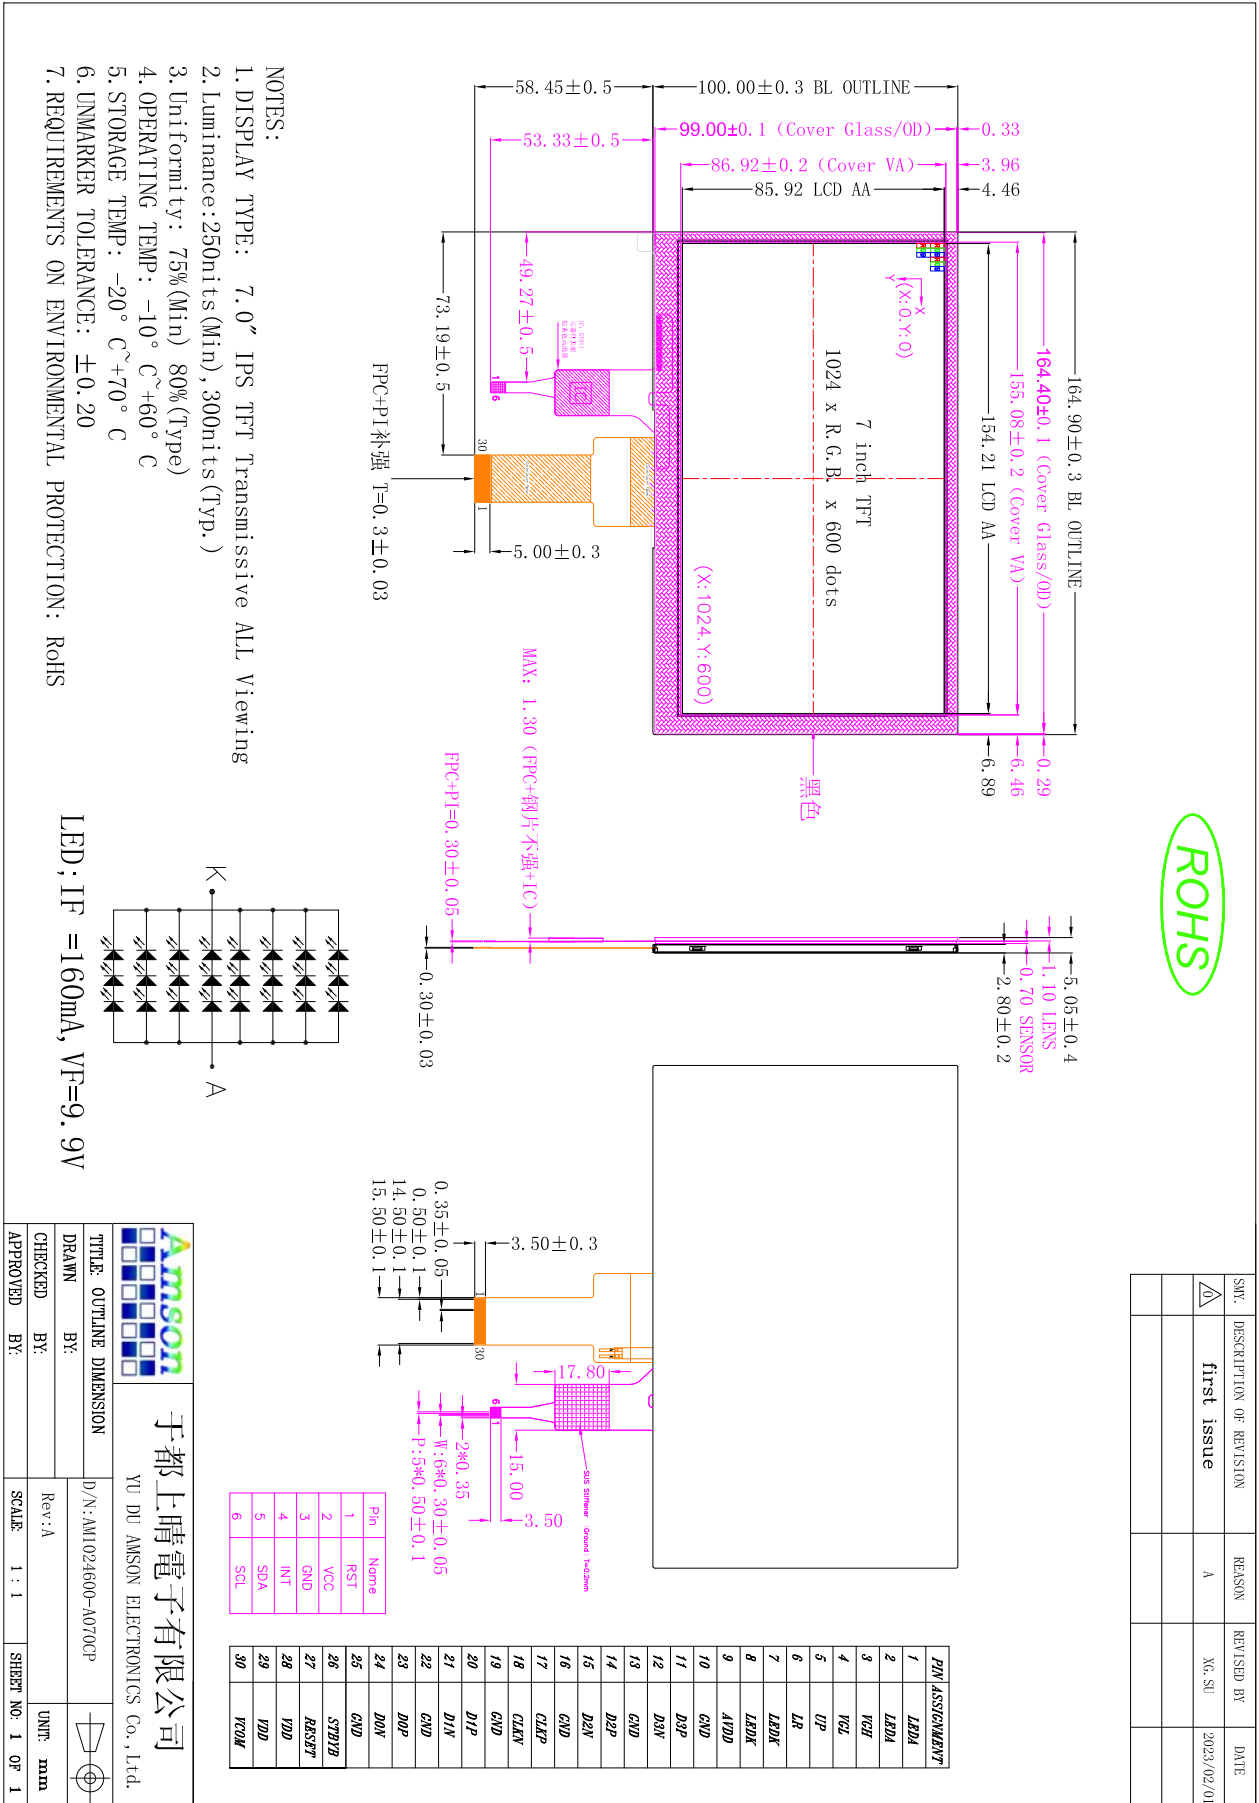 SMY.
DESCRIPTION OF REVISION
REASON
REVISED BY
DATE
0
first issue
A
XG.SU
2023/02/01
ROHS
164.90±0.3 BL OUTLINE
164.40±0.1 (Cover Glass/OD)
155.08±0.2 (Cover VA)
154.21 LCD AA
0.29
6.46
6.89
100.00±0.3 BL OUTLINE
99.00±0.1 (Cover Glass/OD)
86.92±0.2 (Cover VA)
85.92 LCD AA
0.33
3.96
4.46
58.45±0.5
53.33±0.5
X
Y
(X:0.Y:0)
7 inch TFT
1024 x R.G.B. x 600 dots
(X:1024.Y:600)
黑色
49.27±0.5
73.19±0.5
IC
1
6
30
1
5.00±0.3
FPC+PI补强 T=0.3±0.03
5.05±0.4
1.10 LENS
0.70 SENSOR
2.80±0.2
MAX: 1.30 (FPC+钢片不强+IC)
FPC+PI=0.30±0.05
0.30±0.03
3.50±0.3
0.35±0.05
0.50±0.1
14.50±0.1
15.50±0.1
1
30
17.80
6
1
15.00
3.50
2*0.35
W:6*0.30±0.05
P:5*0.50±0.1
SUS Stiffener Ground T=0.2mm
Pin Name
1 RST
2 VCC
3 GND
4 INT
5 SDA
6 SCL
PIN ASSIGNMENT
1 LEDA
2 LEDA
3 VGH
4 VGL
5 UP
6 LR
7 LEDK
8 LEDK
9 AVDD
10 GND
11 D3P
12 D3N
13 GND
14 D2P
15 D2N
16 GND
17 CLKP
18 CLKN
19 GND
20 D1P
21 D1N
22 GND
23 D0P
24 D0N
25 GND
26 STBYB
27 RESET
28 VDD
29 VDD
30 VCOM
NOTES:
1.DISPLAY TYPE: 7.0″ IPS TFT Transmissive ALL Viewing
2.Luminance:250nits(Min),300nits(Typ.)
3.Uniformity: 75%(Min) 80%(Type)
4.OPERATING TEMP: -10° C~+60° C
5.STORAGE TEMP: -20° C~+70° C
6.UNMARKER TOLERANCE: ±0.20
7.REQUIREMENTS ON ENVIRONMENTAL PROTECTION: RoHS
K
A
LED; IF =160mA, VF=9.9V
Amson
于都上晴電子有限公司
YU DU AMSON ELECTRONICS Co., Ltd.
TITLE: OUTLINE DIMENSION
D/N:AM1024600-A070CP
DRAWN BY:
CHECKED BY:
Rev:A
UNIT: mm
APPROVED BY:
SCALE: 1 : 1
SHEET NO: 1 OF 1